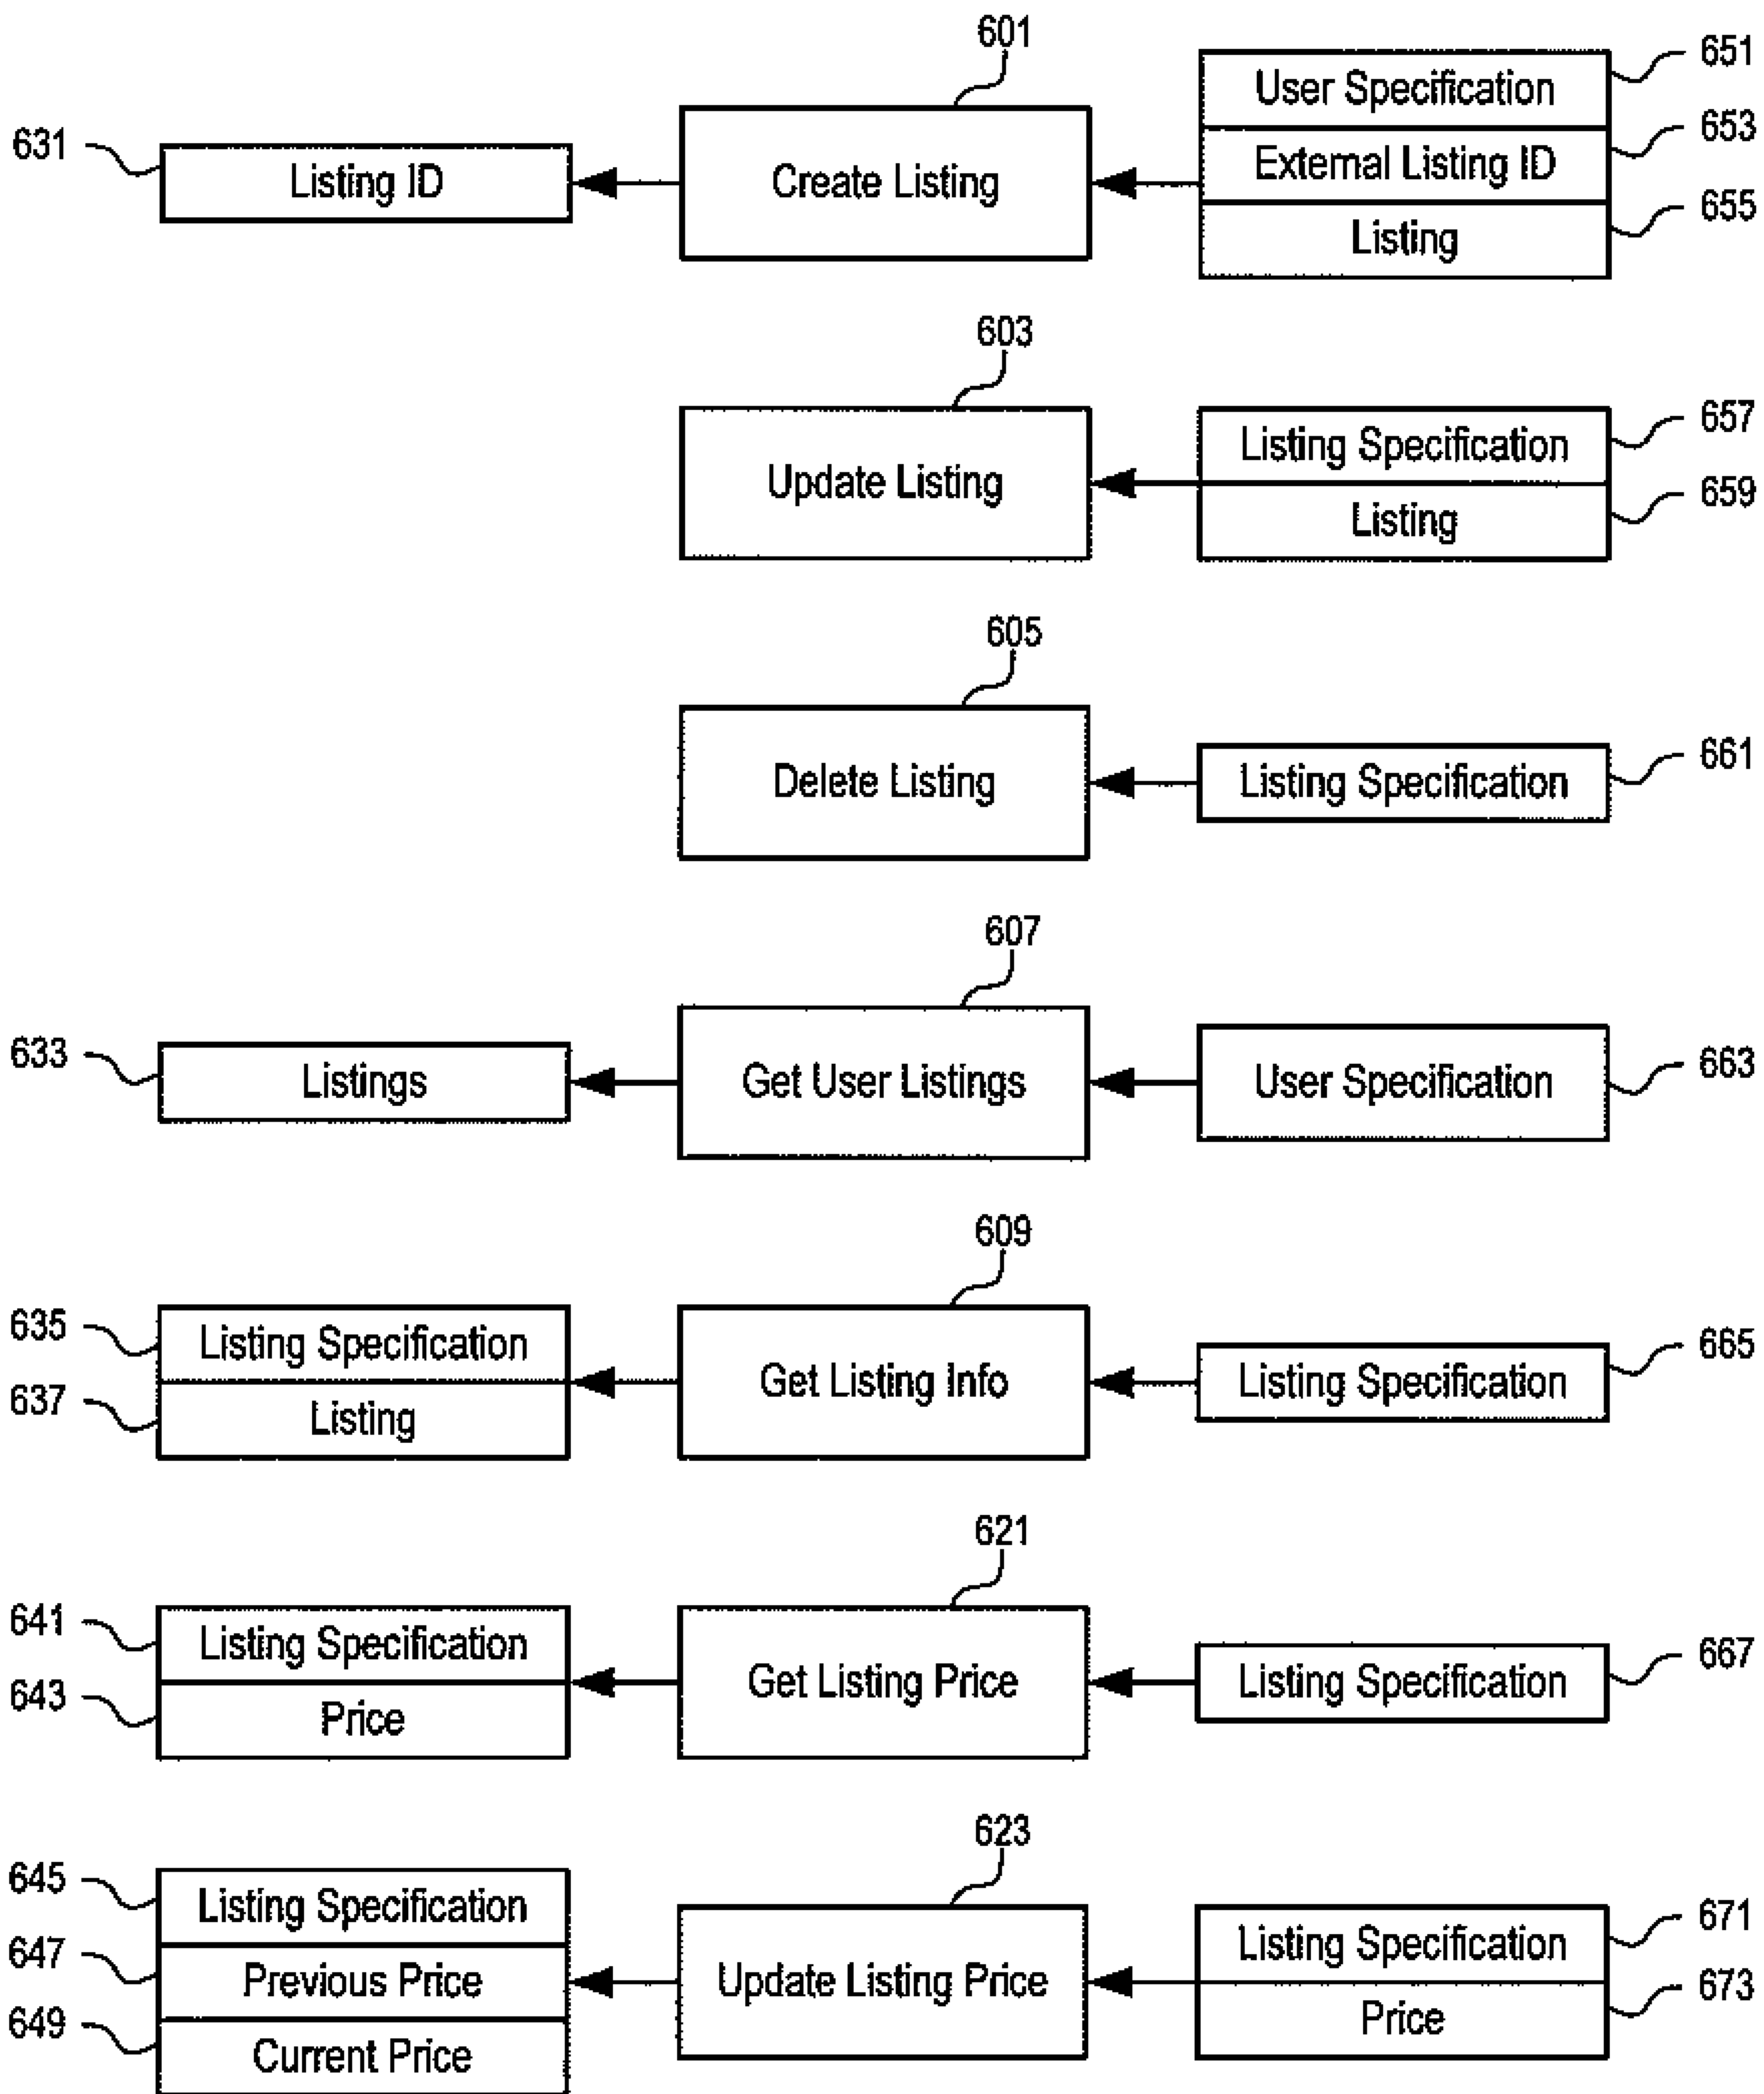 601
651
User Specification
653
631
Listing ID
Create Listing
External Listing ID
655
Listing
603
657
Listing Specification
Update Listing
659
Listing
605
661
Delete Listing
Listing Specification
607
633
Listings
Get User Listings
User Specification
663
609
635
Listing Specification
637
Listing
Get Listing Info
Listing Specification
665
621
641
Listing Specification
643
Price
Get Listing Price
Listing Specification
667
623
645
Listing Specification
647
Previous Price
649
Current Price
Update Listing Price
671
Listing Specification
673
Price